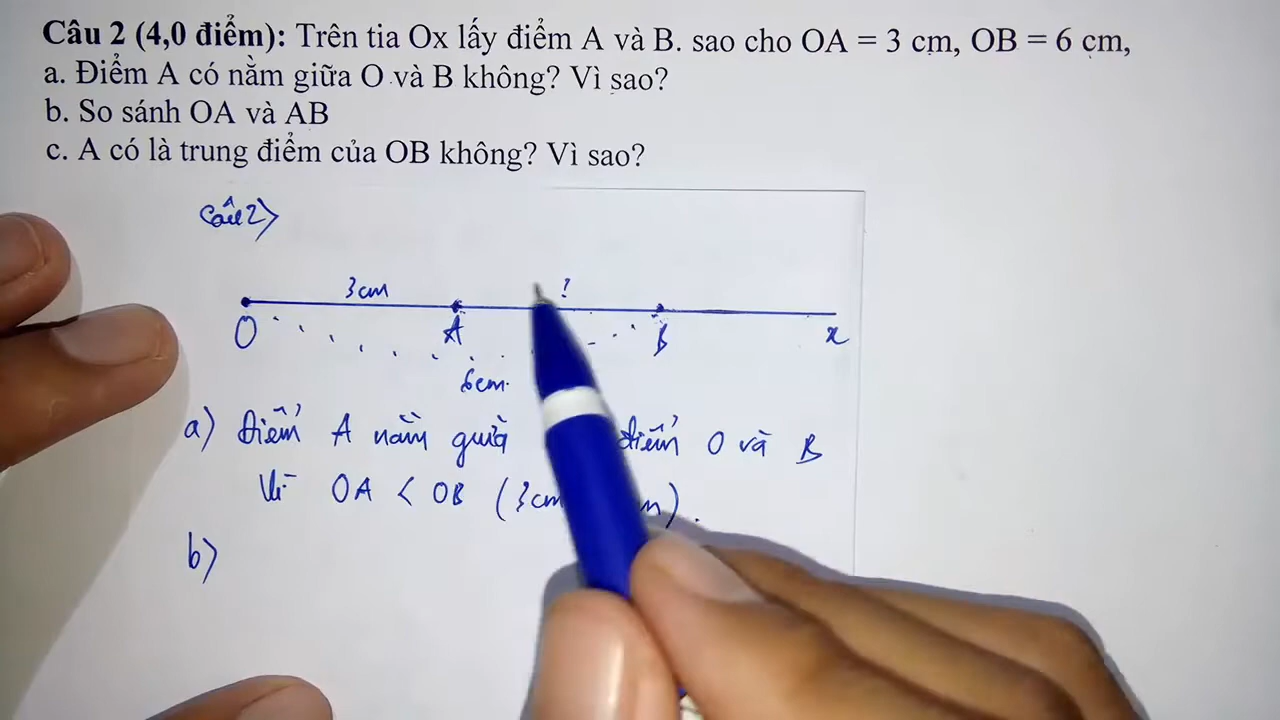 Câu 2 (4,0 điểm): Trên tia Ox lấy điểm A và B. sao cho OA = 3 cm, OB = 6 cm,
a. Điểm A có nằm giữa O và B không? Vì sao?
b. So sánh OA và AB
c. A có là trung điểm của OB không? Vì sao?
Câu 2)
3cm ?
O A B x
6cm.
a) Điểm A nằm giữa điểm O và B
Vì OA < OB (3cm m).
b)